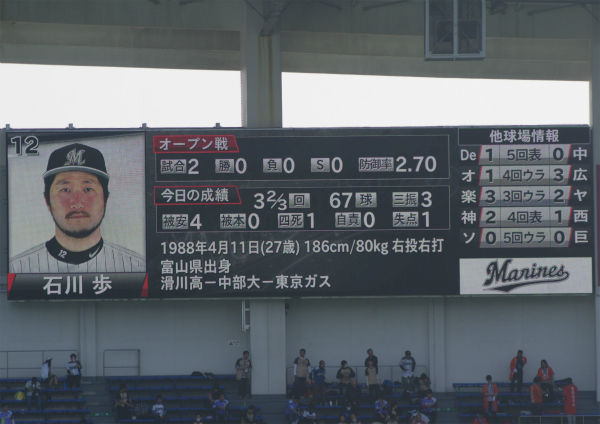 12
M
12
石川 歩
オープン戦
試合2 勝0 負0 S0 防御率2.70
今日の成績
3 2/3回 67球 三振3
被安4 被本0 四死1 自責0 失点1
1988年4月11日(27歳) 186cm/80kg 右投右打
富山県出身
滑川高ー中部大ー東京ガス
他球場情報
De 1 5回表 0 中
オ 1 4回ウラ 3 広
楽 3 3回ウラ 2 ヤ
神 2 4回表 1 西
ソ 0 5回ウラ 0 巨
Marines